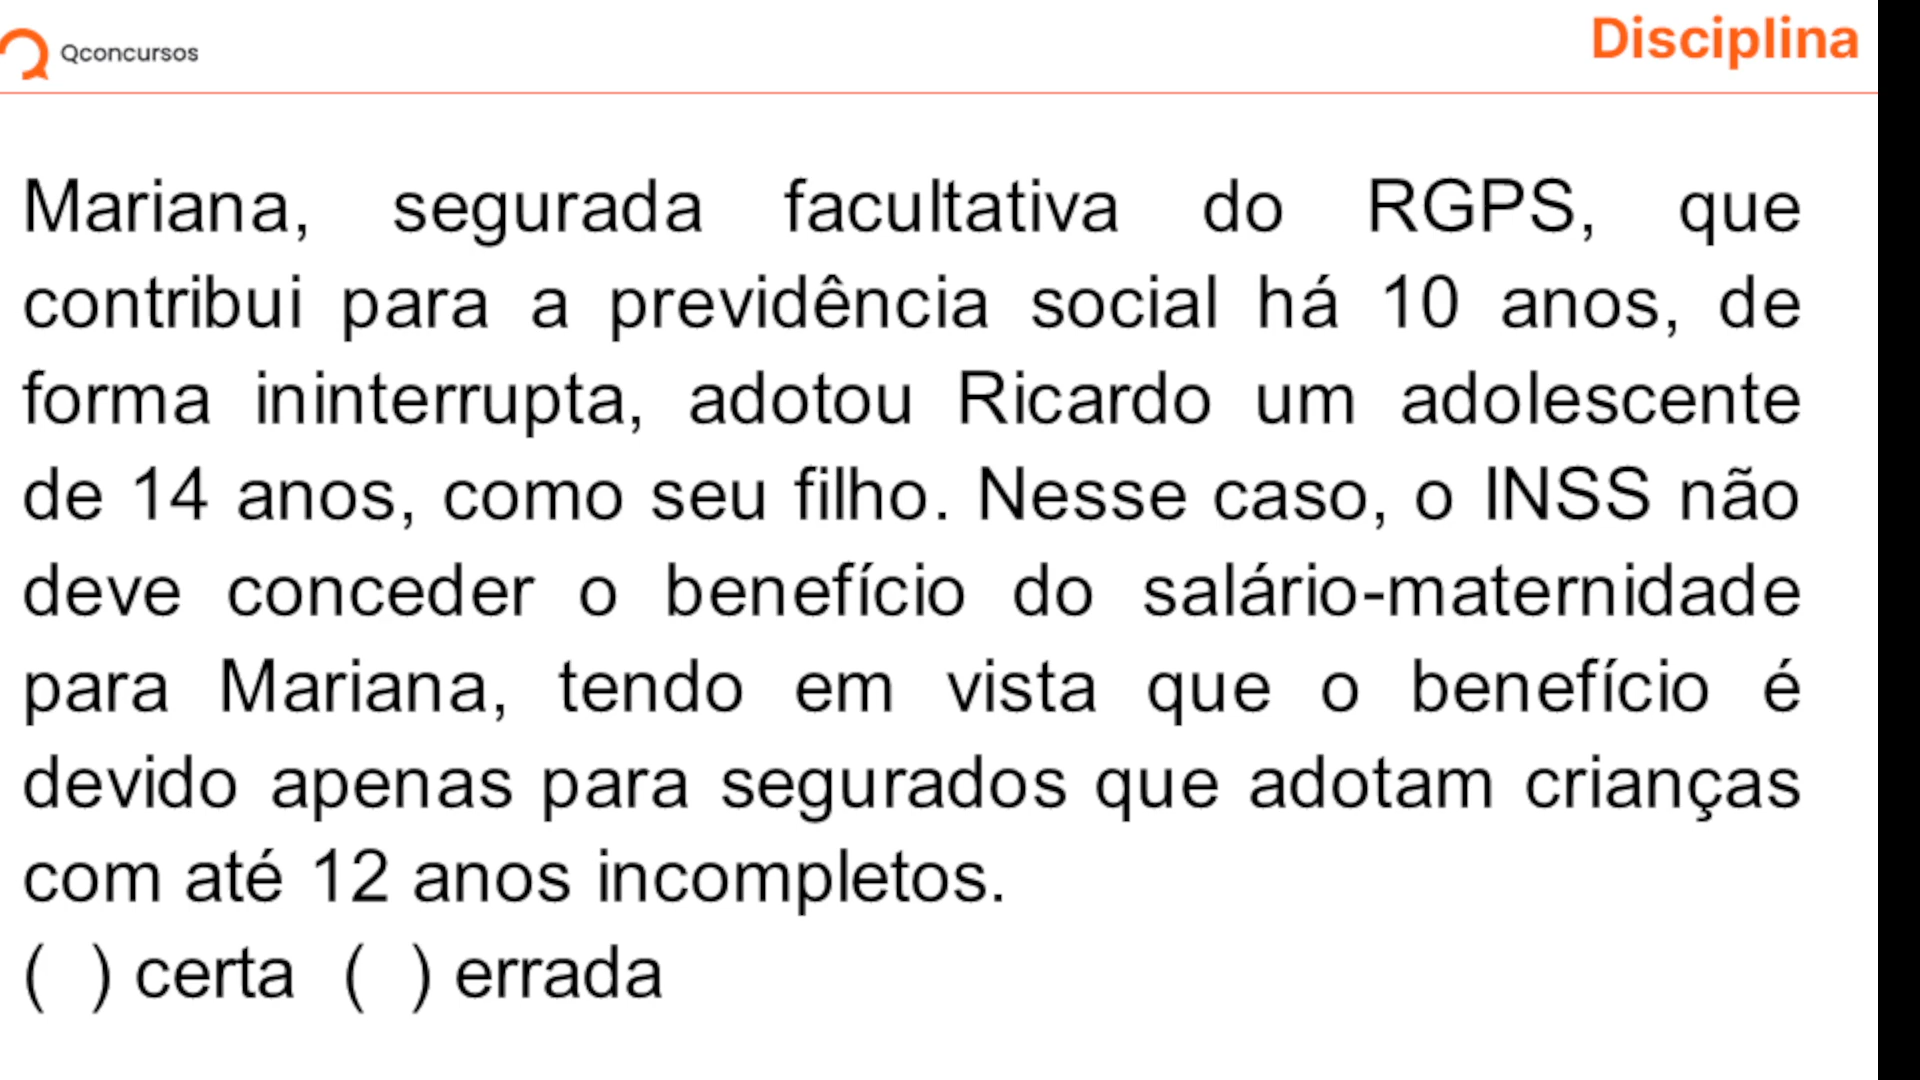 Qconcursos
Disciplina
Mariana, segurada facultativa do RGPS, que
contribui para a previdência social há 10 anos, de
forma ininterrupta, adotou Ricardo um adolescente
de 14 anos, como seu filho. Nesse caso, o INSS não
deve conceder o benefício do salário-maternidade
para Mariana, tendo em vista que o benefício é
devido apenas para segurados que adotam crianças
com até 12 anos incompletos.
( ) certa ( ) errada